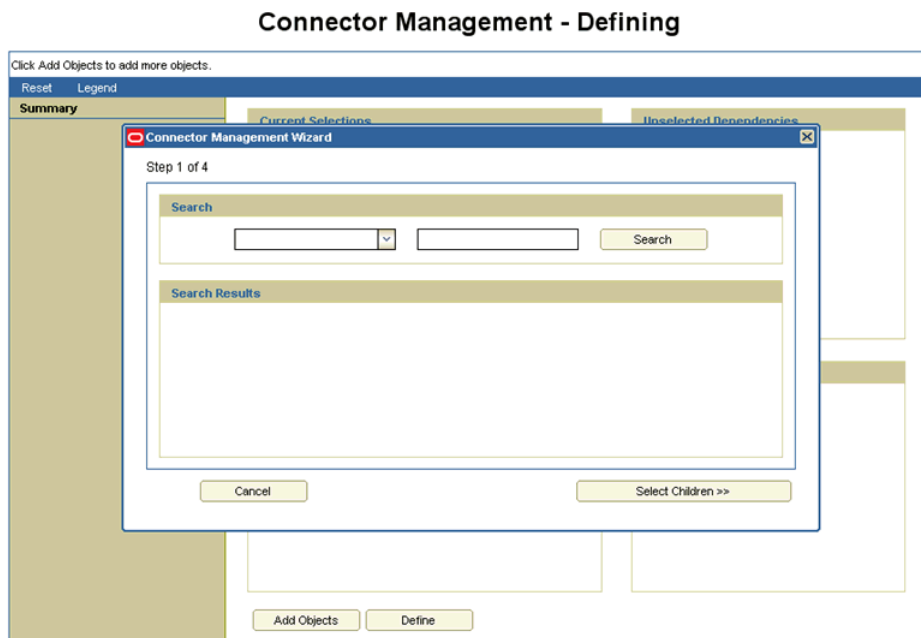 Connector Management - Defining
Click Add Objects to add more objects.
Reset Legend
Summary
Current Selections Unselected Dependencies
Connector Management Wizard
Step 1 of 4
Search
Search
Search Results
Cancel Select Children >>
Add Objects Define